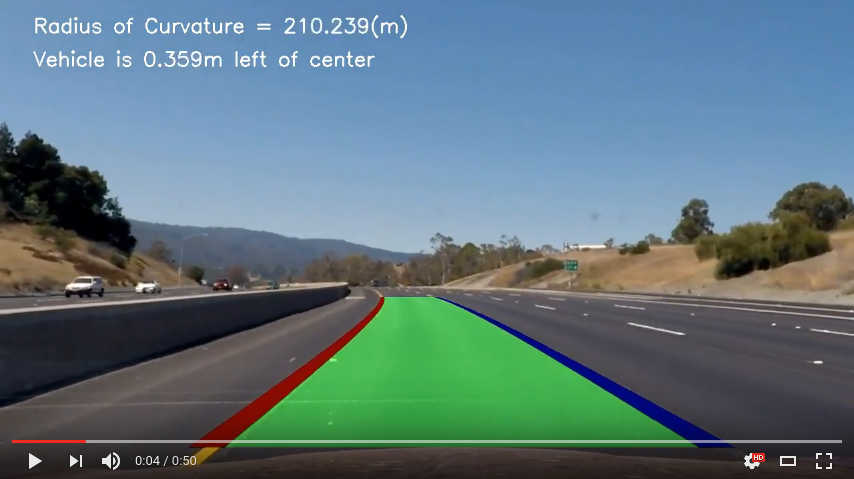 Radius of Curvature = 210.239(m)
Vehicle is 0.359m left of center
0:04 / 0:50
HD